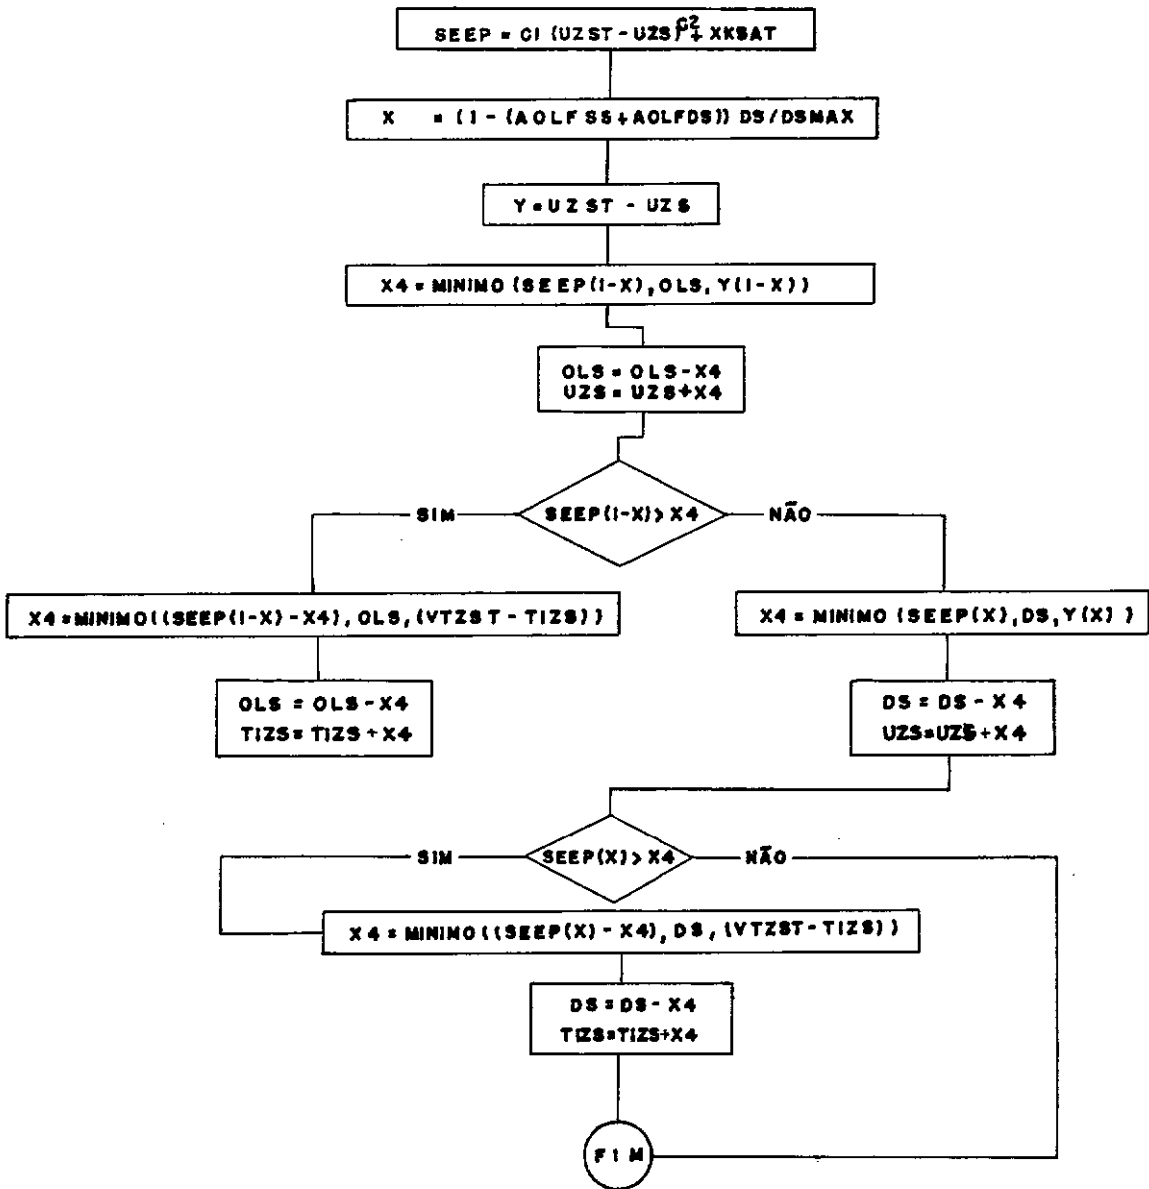 SEEP = C1 (UZST - UZS)^C2 + XKSAT
X = (1 - (AOLFSS + AOLFDS)) DS/DSMAX
Y = UZST - UZS
X4 = MINIMO (SEEP(1-X), OLS, Y(1-X))
OLS = OLS - X4
UZS = UZS + X4
SEEP(1-X) > X4
SIM
NÃO
X4 = MINIMO((SEEP(1-X) - X4), OLS, (VTZST - TIZS))
X4 = MINIMO (SEEP(X), DS, Y(X))
OLS = OLS - X4
TIZS = TIZS + X4
DS = DS - X4
UZS = UZS + X4
SEEP(X) > X4
SIM
NÃO
X4 = MINIMO((SEEP(X) - X4), DS, (VTZST - TIZS))
DS = DS - X4
TIZS = TIZS + X4
FIM